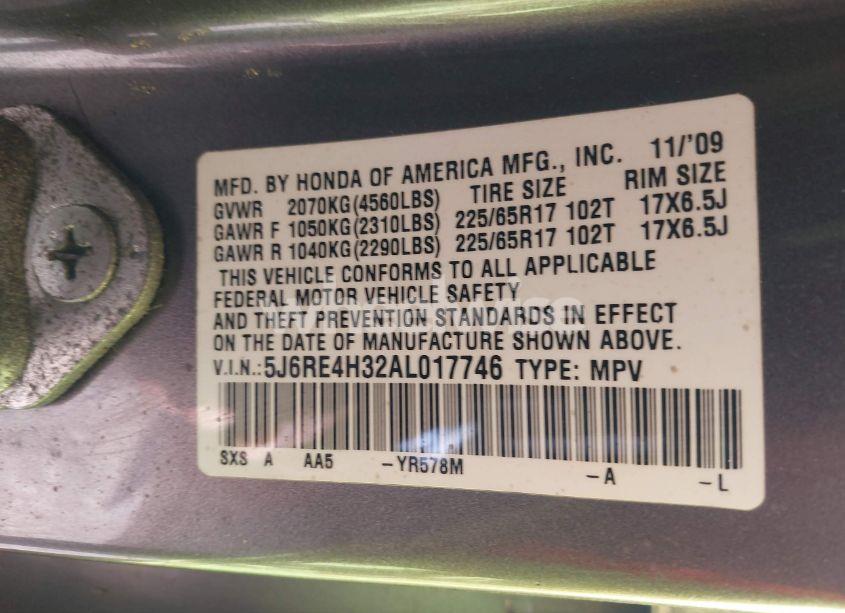 MFD. BY HONDA OF AMERICA MFG., INC. 11/'09
GVWR 2070KG(4560LBS) TIRE SIZE RIM SIZE
GAWR F 1050KG(2310LBS) 225/65R17 102T 17X6.5J
GAWR R 1040KG(2290LBS) 225/65R17 102T 17X6.5J
THIS VEHICLE CONFORMS TO ALL APPLICABLE
FEDERAL MOTOR VEHICLE SAFETY
AND THEFT PREVENTION STANDARDS IN EFFECT
ON THE DATE OF MANUFACTURE SHOWN ABOVE.
V.I.N.:5J6RE4H32AL017746 TYPE: MPV
SXS A AA5 -YR578M -A -L